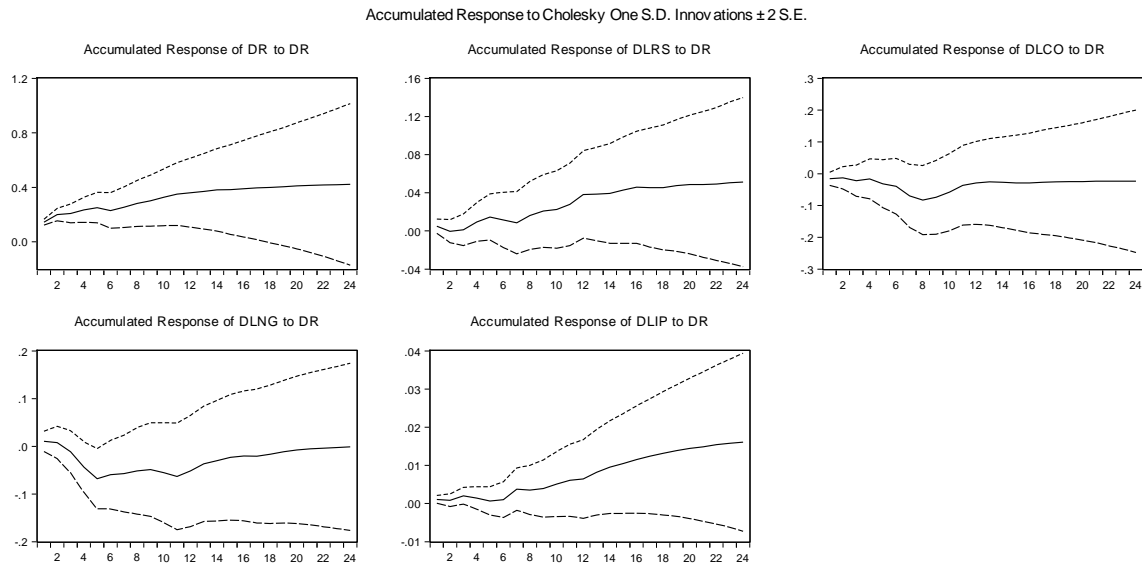 Accumulated Response to Cholesky One S.D. Innovations ± 2 S.E.
Accumulated Response of DR to DR
1.2
0.8
0.4
0.0
2 4 6 8 10 12 14 16 18 20 22 24
Accumulated Response of DLRS to DR
.16
.12
.08
.04
.00
-.04
2 4 6 8 10 12 14 16 18 20 22 24
Accumulated Response of DLCO to DR
.3
.2
.1
.0
-.1
-.2
-.3
2 4 6 8 10 12 14 16 18 20 22 24
Accumulated Response of DLNG to DR
.2
.1
.0
-.1
-.2
2 4 6 8 10 12 14 16 18 20 22 24
Accumulated Response of DLIP to DR
.04
.03
.02
.01
.00
-.01
2 4 6 8 10 12 14 16 18 20 22 24